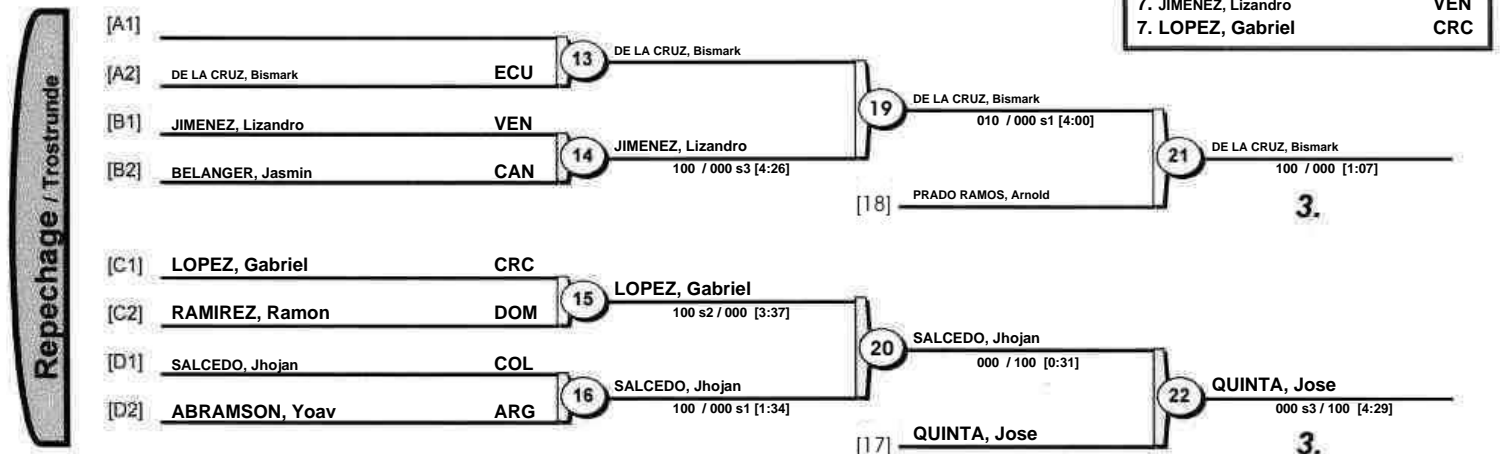 7. JIMENEZ, Lizandro VEN
7. LOPEZ, Gabriel CRC
Repechage / Trostrunde
[A1]
13 DE LA CRUZ, Bismark
[A2] DE LA CRUZ, Bismark ECU
19 DE LA CRUZ, Bismark
010 / 000 s1 [4:00]
[B1] JIMENEZ, Lizandro VEN
14 JIMENEZ, Lizandro
100 / 000 s3 [4:26]
21 DE LA CRUZ, Bismark
100 / 000 [1:07]
[B2] BELANGER, Jasmin CAN
[18] PRADO RAMOS, Arnold
3.
[C1] LOPEZ, Gabriel CRC
15 LOPEZ, Gabriel
100 s2 / 000 [3:37]
[C2] RAMIREZ, Ramon DOM
20 SALCEDO, Jhojan
000 / 100 [0:31]
[D1] SALCEDO, Jhojan COL
16 SALCEDO, Jhojan
100 / 000 s1 [1:34]
22 QUINTA, Jose
000 s3 / 100 [4:29]
[D2] ABRAMSON, Yoav ARG
[17] QUINTA, Jose
3.